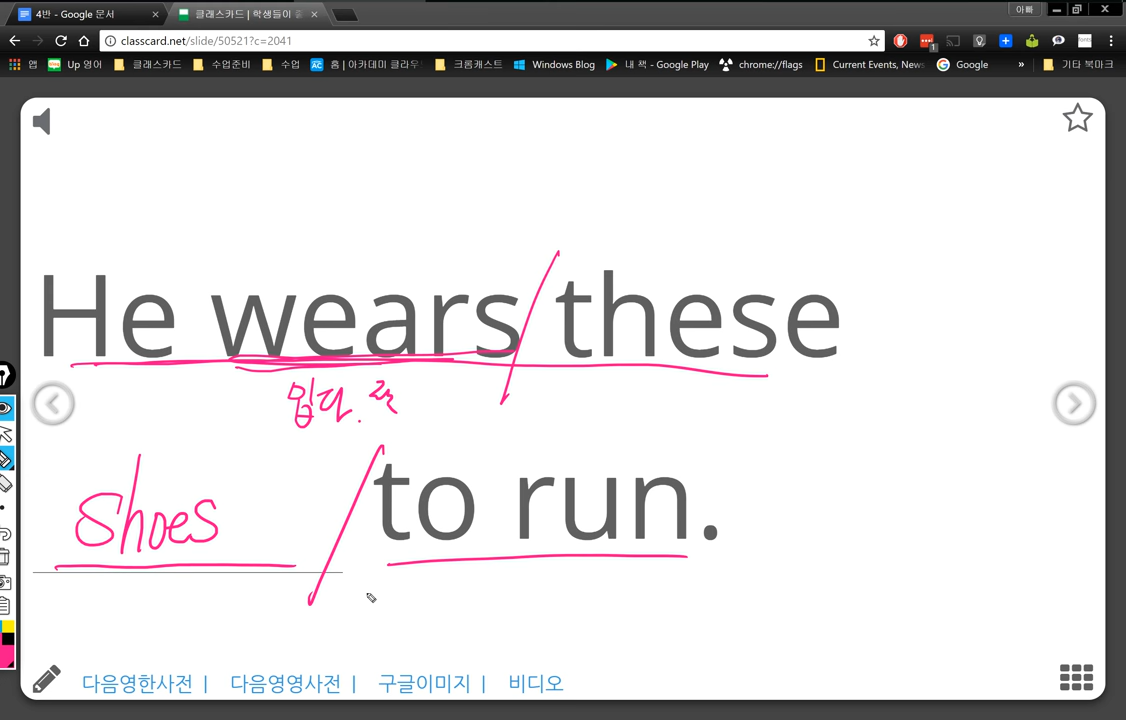 4반 - Google 문서
클래스카드 | 학생들이 즐
아빠
classcard.net/slide/50521?c=2041
1
앱 Up 영어 클래스카드 수업준비 수업 홈 | 아카데미 클라우 크롬캐스트 Windows Blog 내 책 - Google Play chrome://flags Current Events, New Google » 기타 북마크
He wears / these
입다.
shoes / to run.
다음영한사전 | 다음영영사전 | 구글이미지 | 비디오